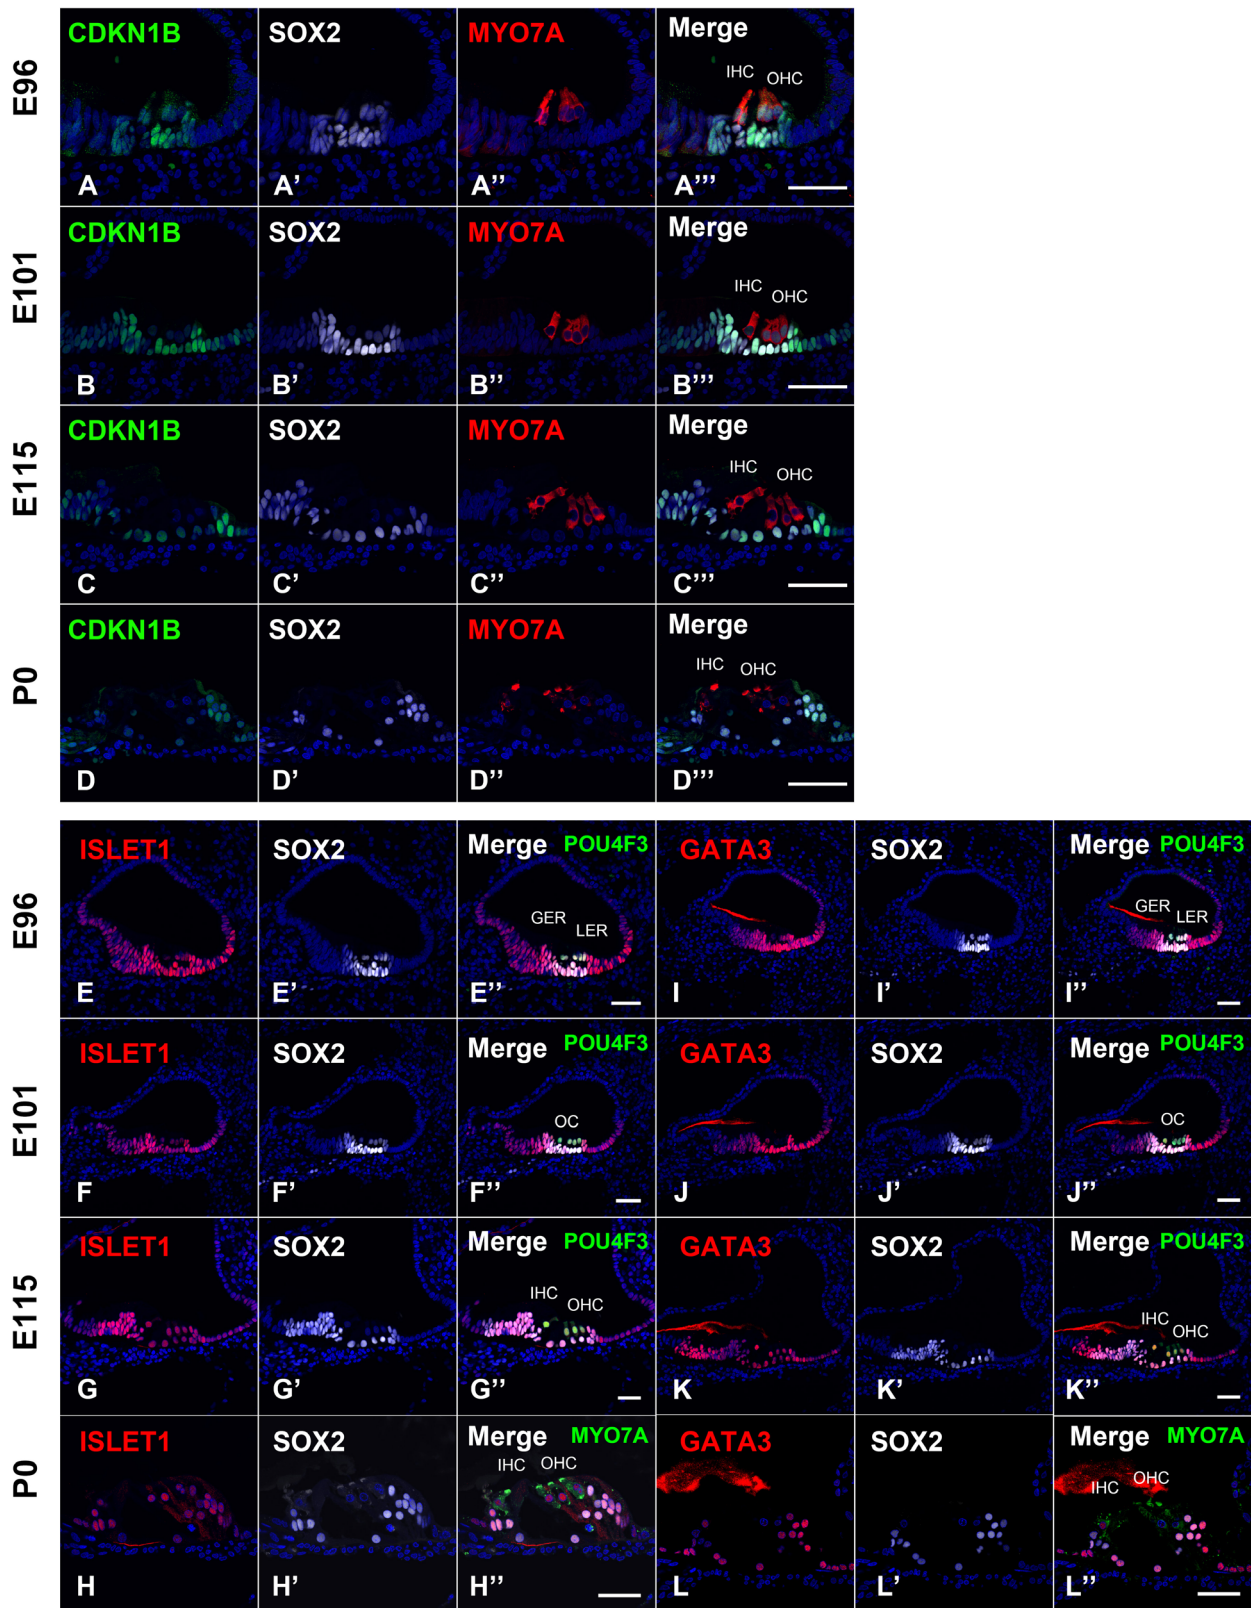 E96
CDKN1B SOX2 MYO7A Merge
IHC OHC
A A’ A’’ A’’’
E101
CDKN1B SOX2 MYO7A Merge
IHC OHC
B B’ B’’ B’’’
E115
CDKN1B SOX2 MYO7A Merge
IHC OHC
C C’ C’’ C’’’
P0
CDKN1B SOX2 MYO7A Merge
IHC OHC
D D’ D’’ D’’’
E96
ISLET1 SOX2 Merge POU4F3 GATA3 SOX2 Merge POU4F3
GER LER GER LER
E E’ E’’ I I’ I’’
E101
ISLET1 SOX2 Merge POU4F3 GATA3 SOX2 Merge POU4F3
OC OC
F F’ F’’ J J’ J’’
E115
ISLET1 SOX2 Merge POU4F3 GATA3 SOX2 Merge POU4F3
IHC OHC IHC OHC
G G’ G’’ K K’ K’’
P0
ISLET1 SOX2 Merge MYO7A GATA3 SOX2 Merge MYO7A
IHC OHC IHC OHC
H H’ H’’ L L’ L’’